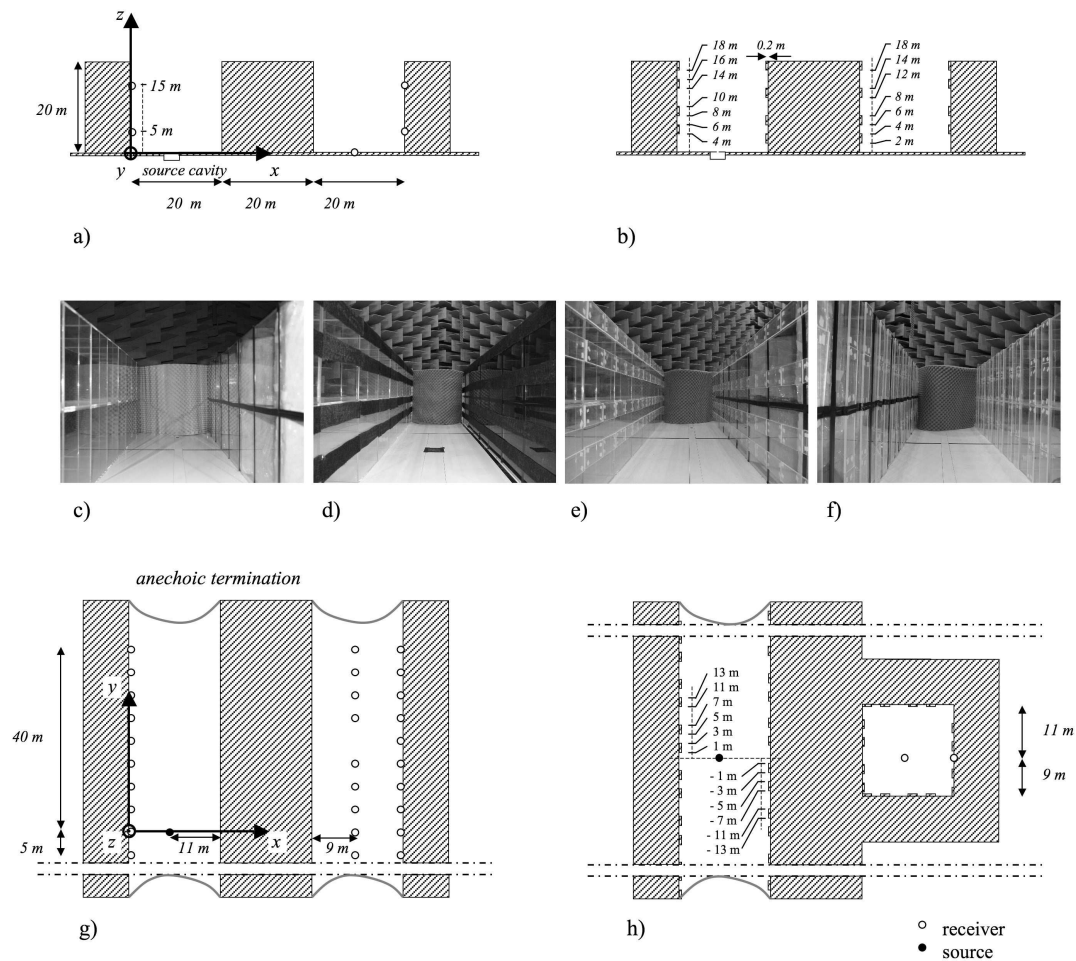 z
20 m
15 m
5 m
y
source cavity
x
20 m
20 m
20 m
a)
18 m
16 m
14 m
10 m
8 m
6 m
4 m
0.2 m
18 m
14 m
12 m
8 m
6 m
4 m
2 m
b)
c)
d)
e)
f)
anechoic termination
y
40 m
5 m
z
11 m
x
9 m
g)
13 m
11 m
7 m
5 m
3 m
1 m
- 1 m
- 3 m
- 5 m
- 7 m
- 11 m
- 13 m
11 m
9 m
h)
receiver
source